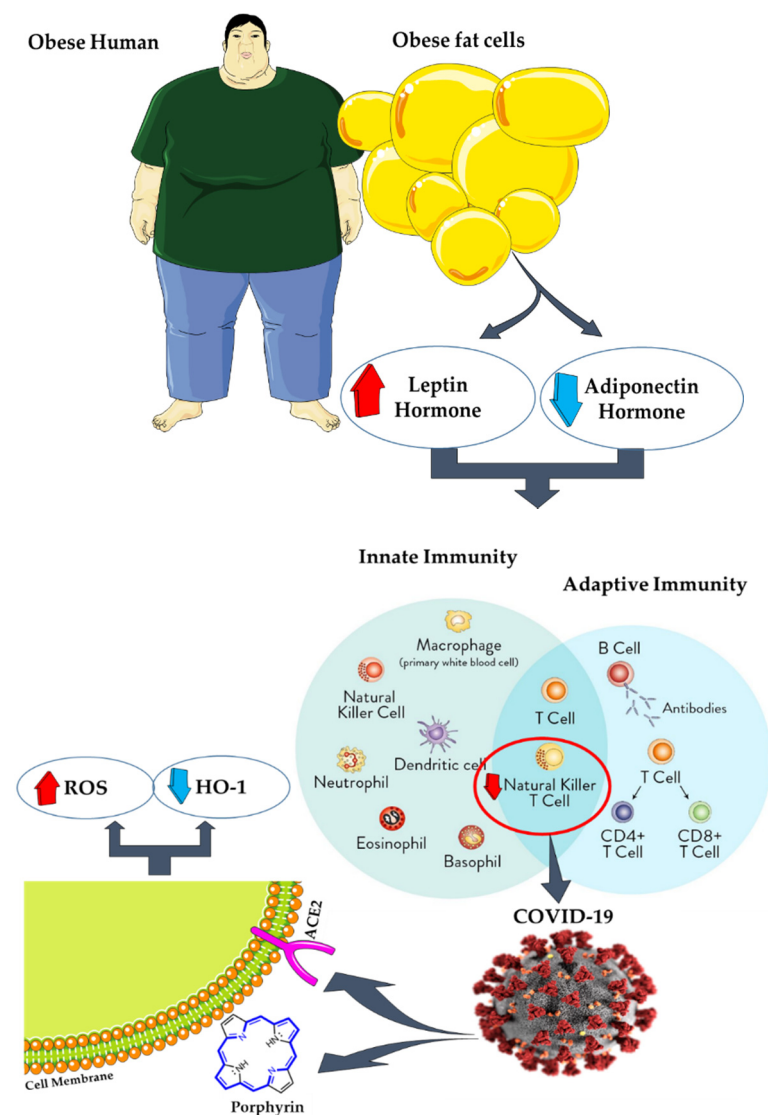 Obese Human
Obese fat cells
Leptin
Hormone
Adiponectin
Hormone
Innate Immunity
Adaptive Immunity
Macrophage
(primary white blood cell)
Natural
Killer Cell
Dendritic cell
Neutrophil
Eosinophil
Basophil
T Cell
Natural Killer
T Cell
B Cell
Antibodies
T Cell
CD4+
T Cell
CD8+
T Cell
ROS
HO-1
COVID-19
ACE2
Cell Membrane
N
HN
NH
N
Porphyrin